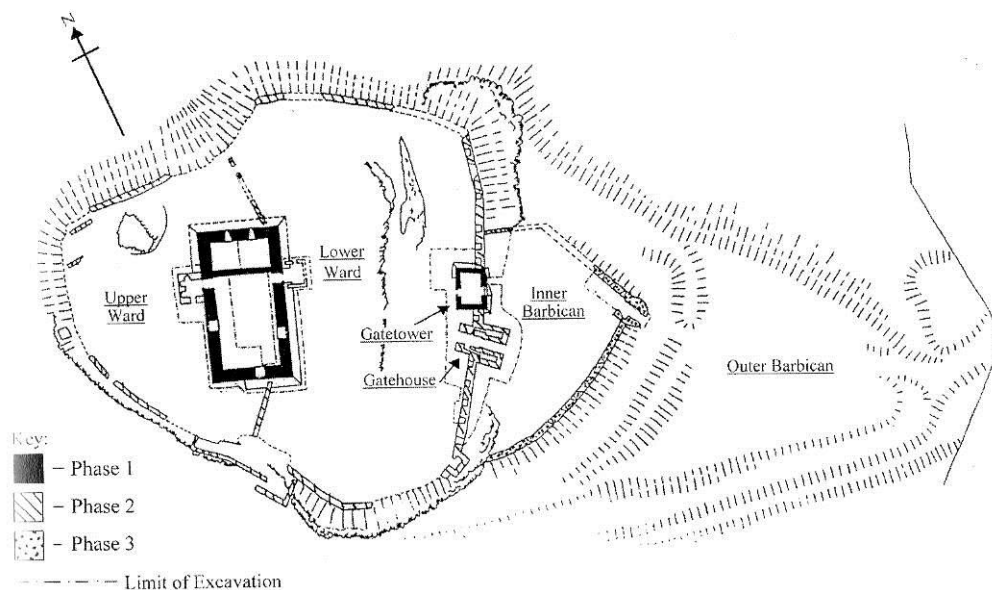 N
Upper
Ward
Lower
Ward
Gatetower
Gatehouse
Inner
Barbican
Outer Barbican
Key:
- Phase 1
- Phase 2
- Phase 3
Limit of Excavation